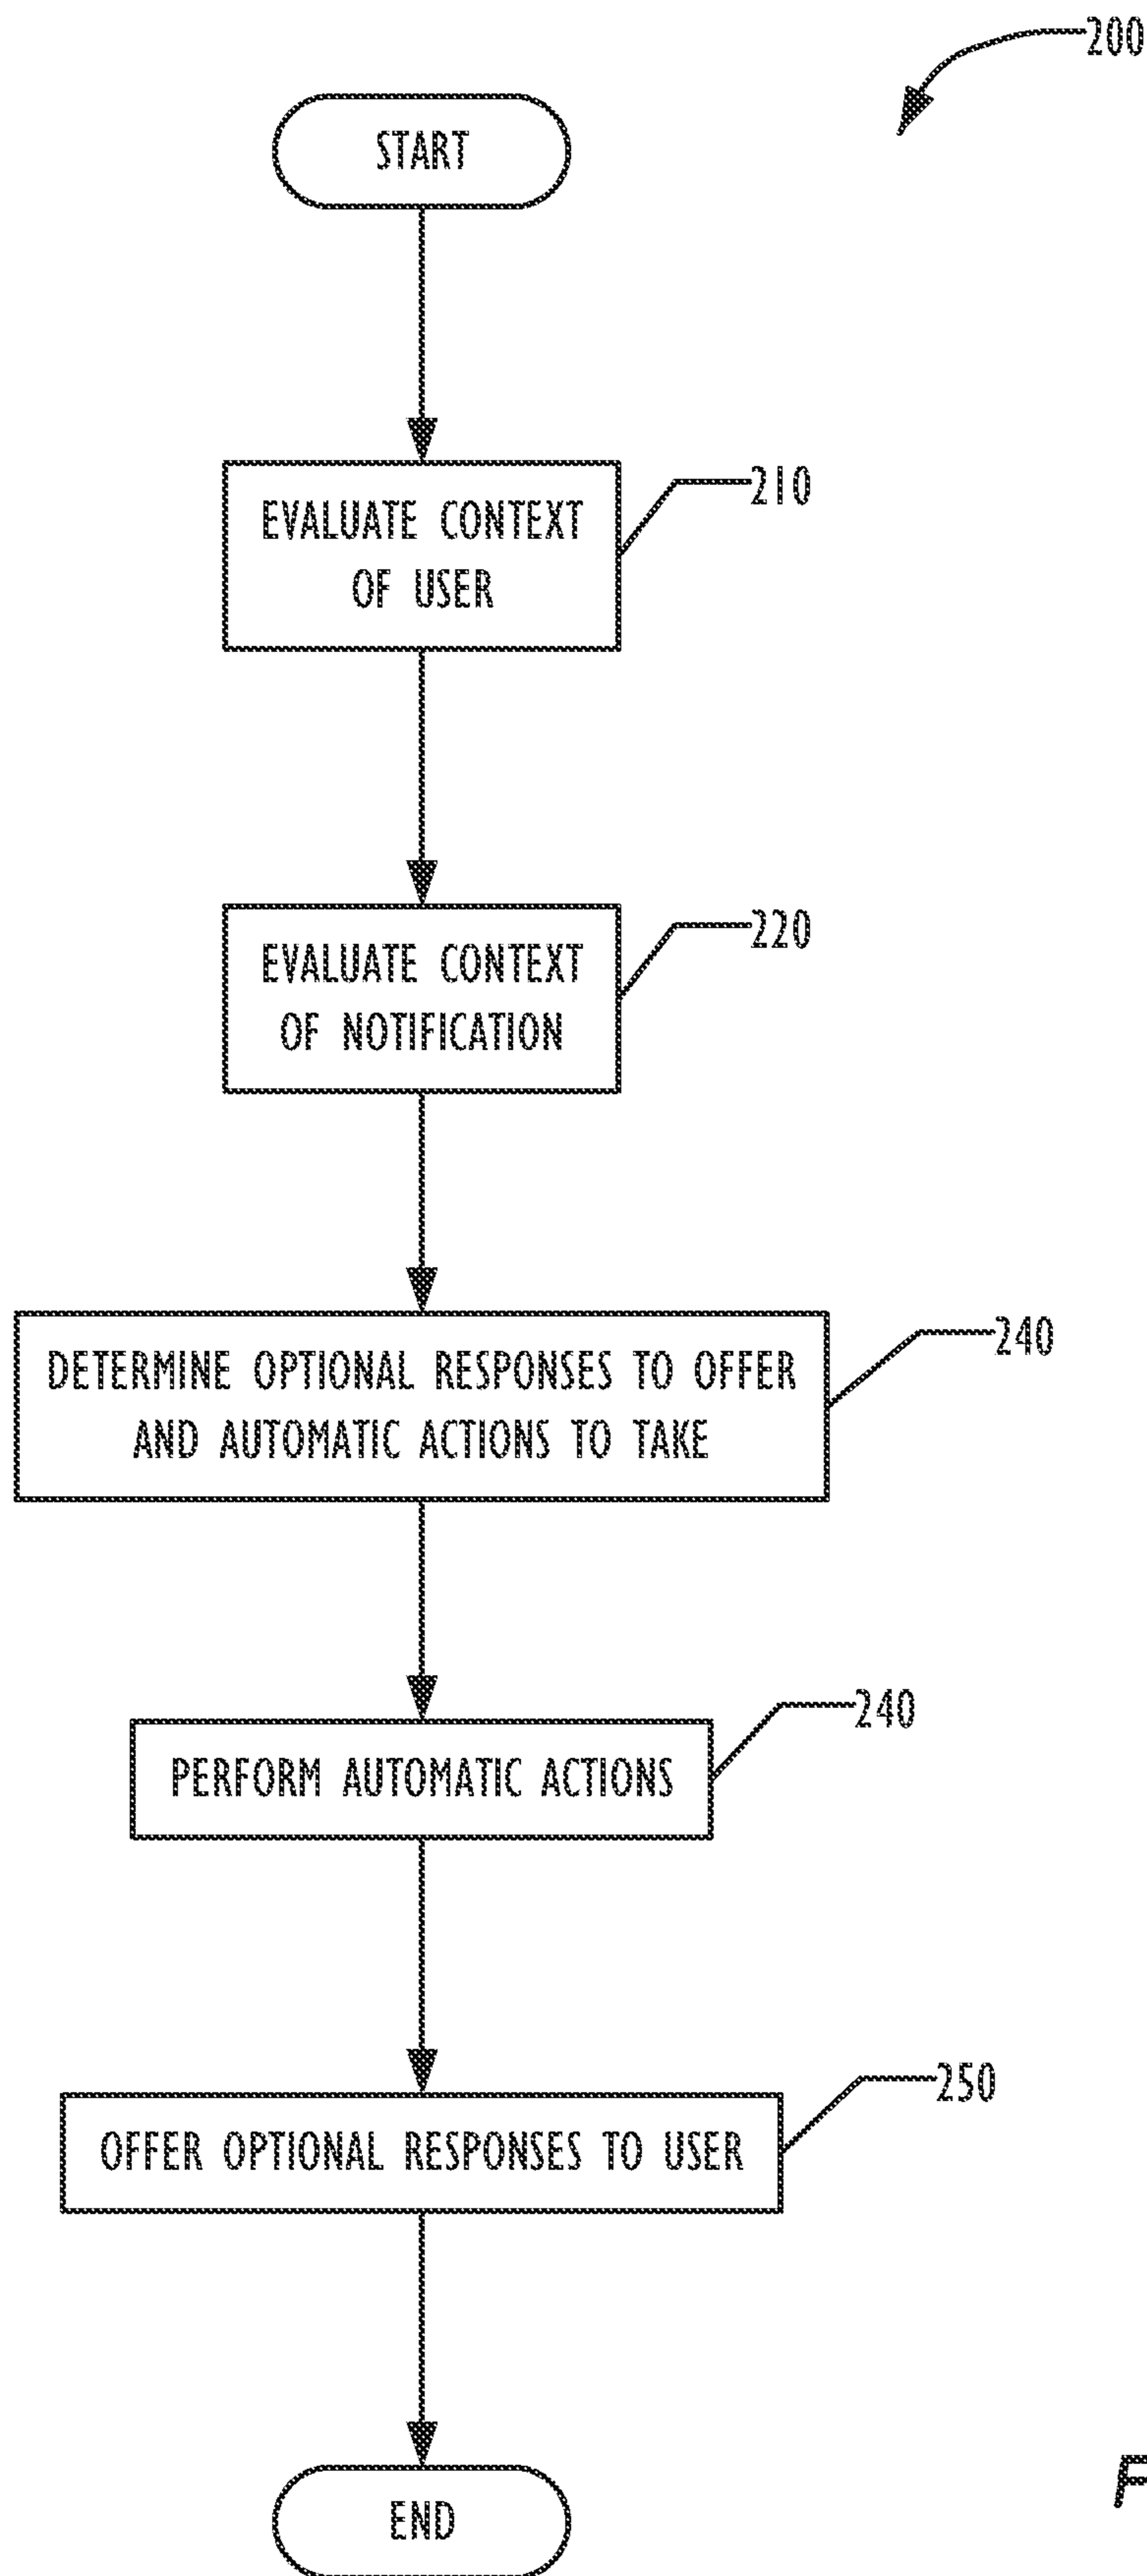 200
START
EVALUATE CONTEXT
OF USER
210
EVALUATE CONTEXT
OF NOTIFICATION
220
DETERMINE OPTIONAL RESPONSES TO OFFER
AND AUTOMATIC ACTIONS TO TAKE
240
PERFORM AUTOMATIC ACTIONS
240
OFFER OPTIONAL RESPONSES TO USER
250
END
F